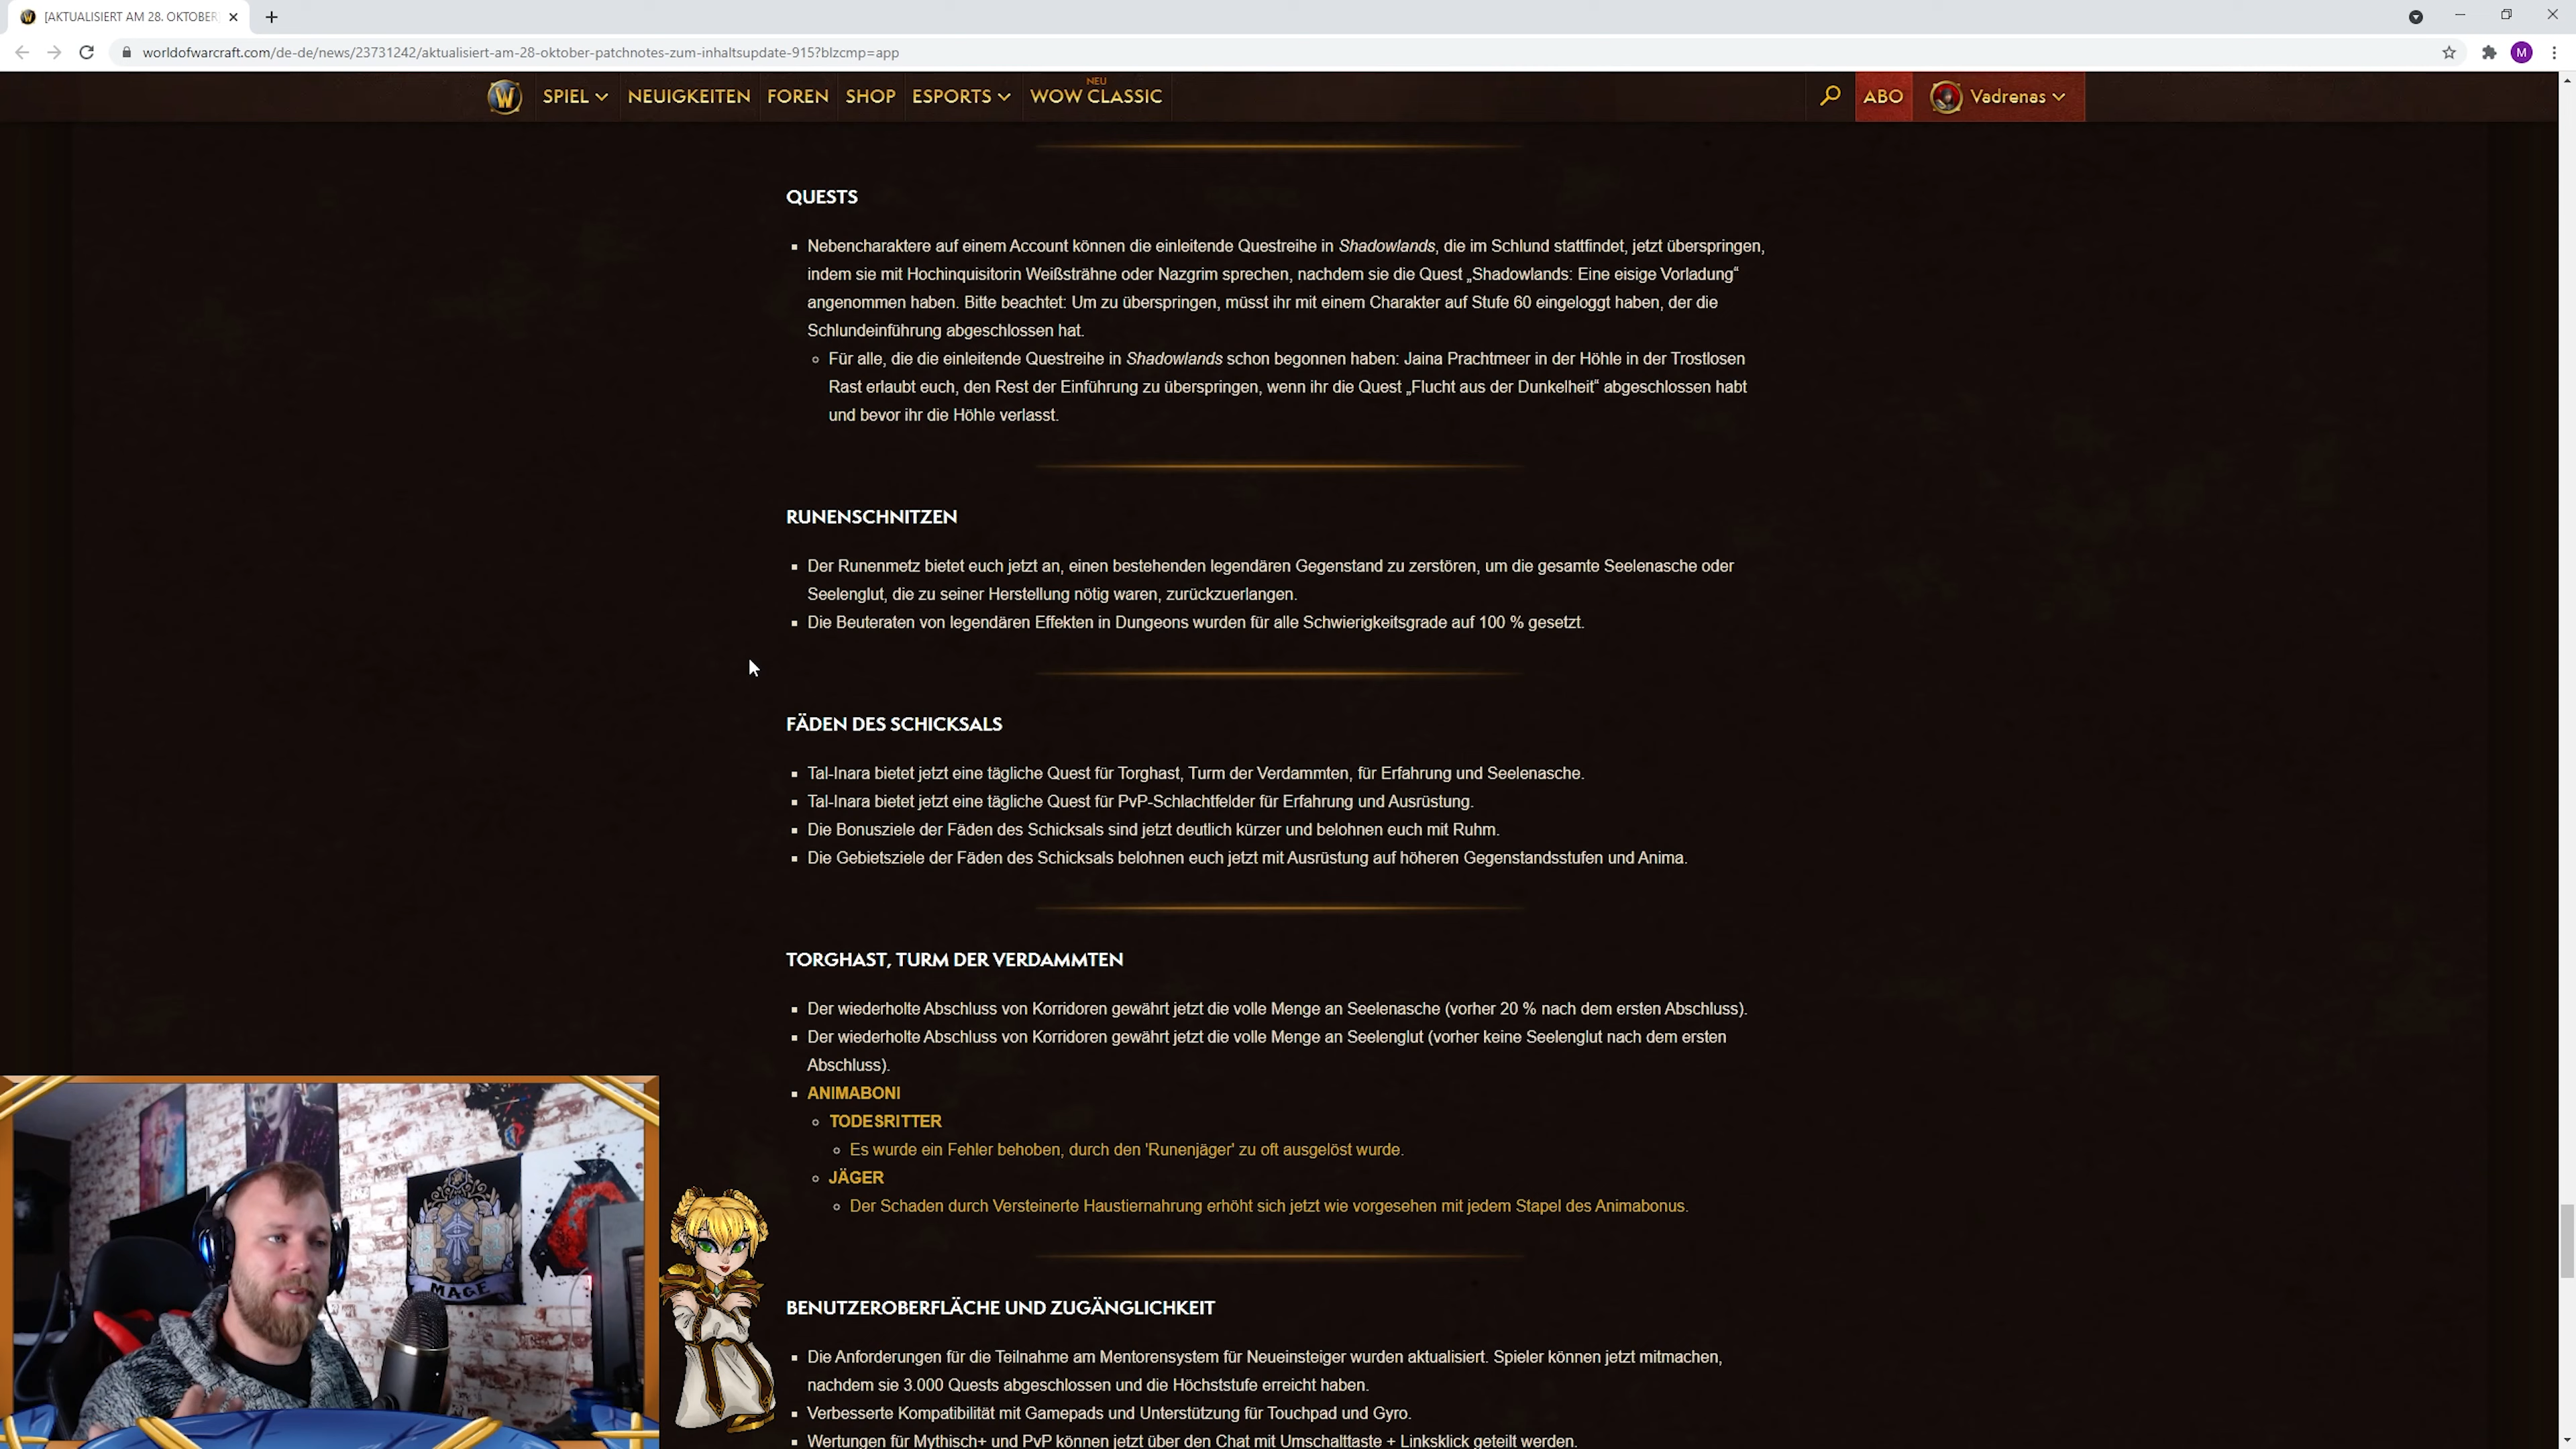 [AKTUALISIERT AM 28. OKTOBER
worldofwarcraft.com/de-de/news/23731242/aktualisiert-am-28-oktober-patchnotes-zum-inhaltsupdate-915?blzcmp=app
M
W
SPIEL
NEUIGKEITEN
FOREN
SHOP
ESPORTS
NEU
WOW CLASSIC
ABO
Vadrenas
QUESTS
Nebencharaktere auf einem Account können die einleitende Questreihe in Shadowlands, die im Schlund stattfindet, jetzt überspringen,
indem sie mit Hochinquisitorin Weißsträhne oder Nazgrim sprechen, nachdem sie die Quest „Shadowlands: Eine eisige Vorladung“
angenommen haben. Bitte beachtet: Um zu überspringen, müsst ihr mit einem Charakter auf Stufe 60 eingeloggt haben, der die
Schlundeinführung abgeschlossen hat.
Für alle, die die einleitende Questreihe in Shadowlands schon begonnen haben: Jaina Prachtmeer in der Höhle in der Trostlosen
Rast erlaubt euch, den Rest der Einführung zu überspringen, wenn ihr die Quest „Flucht aus der Dunkelheit“ abgeschlossen habt
und bevor ihr die Höhle verlasst.
RUNENSCHNITZEN
Der Runenmetz bietet euch jetzt an, einen bestehenden legendären Gegenstand zu zerstören, um die gesamte Seelenasche oder
Seelenglut, die zu seiner Herstellung nötig waren, zurückzuerlangen.
Die Beuteraten von legendären Effekten in Dungeons wurden für alle Schwierigkeitsgrade auf 100 % gesetzt.
FÄDEN DES SCHICKSALS
Tal-Inara bietet jetzt eine tägliche Quest für Torghast, Turm der Verdammten, für Erfahrung und Seelenasche.
Tal-Inara bietet jetzt eine tägliche Quest für PvP-Schlachtfelder für Erfahrung und Ausrüstung.
Die Bonusziele der Fäden des Schicksals sind jetzt deutlich kürzer und belohnen euch mit Ruhm.
Die Gebietsziele der Fäden des Schicksals belohnen euch jetzt mit Ausrüstung auf höheren Gegenstandsstufen und Anima.
TORGHAST, TURM DER VERDAMMTEN
Der wiederholte Abschluss von Korridoren gewährt jetzt die volle Menge an Seelenasche (vorher 20 % nach dem ersten Abschluss).
Der wiederholte Abschluss von Korridoren gewährt jetzt die volle Menge an Seelenglut (vorher keine Seelenglut nach dem ersten
Abschluss).
ANIMABONI
TODESRITTER
Es wurde ein Fehler behoben, durch den 'Runenjäger' zu oft ausgelöst wurde.
JÄGER
Der Schaden durch Versteinerte Haustiernahrung erhöht sich jetzt wie vorgesehen mit jedem Stapel des Animabonus.
BENUTZEROBERFLÄCHE UND ZUGÄNGLICHKEIT
Die Anforderungen für die Teilnahme am Mentorensystem für Neueinsteiger wurden aktualisiert. Spieler können jetzt mitmachen,
nachdem sie 3.000 Quests abgeschlossen und die Höchststufe erreicht haben.
Verbesserte Kompatibilität mit Gamepads und Unterstützung für Touchpad und Gyro.
Wertungen für Mythisch+ und PvP können jetzt über den Chat mit Umschalttaste + Linksklick geteilt werden.
MAGE